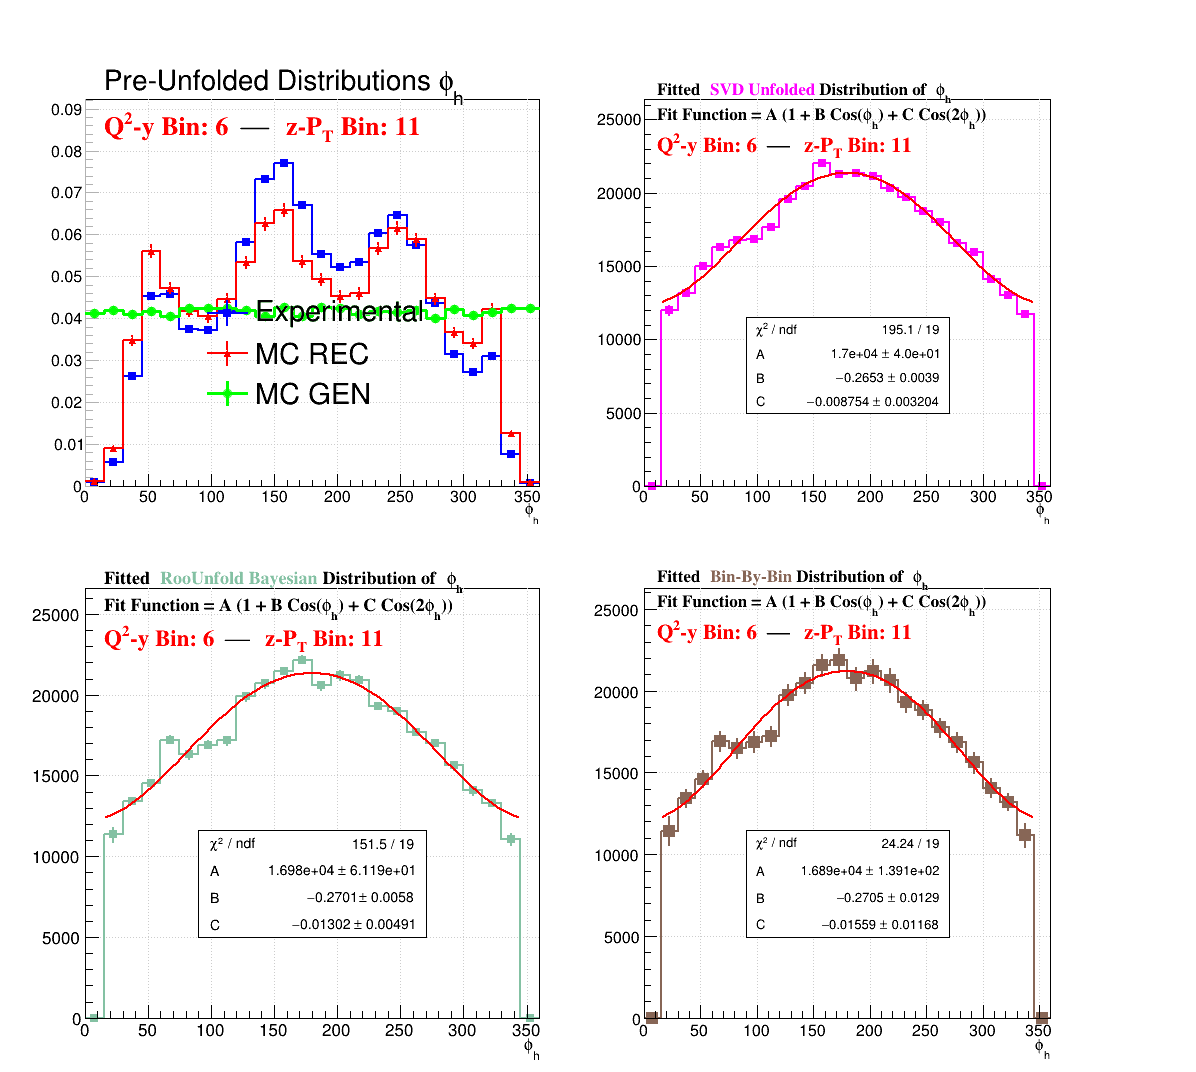 Pre-Unfolded Distributions ϕh
Q²-y Bin: 6 — z-PT Bin: 11
0.09
0.08
0.07
0.06
0.05
0.04
0.03
0.02
0.01
0
Experimental
MC REC
MC GEN
0 50 100 150 200 250 300 350
ϕh
Fitted SVD Unfolded Distribution of ϕh
Fit Function = A (1 + B Cos(ϕh) + C Cos(2ϕh))
Q²-y Bin: 6 — z-PT Bin: 11
25000
20000
15000
10000
5000
0
χ² / ndf 195.1 / 19
A 1.7e+04 ± 4.0e+01
B −0.2653 ± 0.0039
C −0.008754 ± 0.003204
0 50 100 150 200 250 300 350
ϕh
Fitted RooUnfold Bayesian Distribution of ϕh
Fit Function = A (1 + B Cos(ϕh) + C Cos(2ϕh))
Q²-y Bin: 6 — z-PT Bin: 11
25000
20000
15000
10000
5000
0
χ² / ndf 151.5 / 19
A 1.698e+04 ± 6.119e+01
B −0.2701 ± 0.0058
C −0.01302 ± 0.00491
0 50 100 150 200 250 300 350
ϕh
Fitted Bin-By-Bin Distribution of ϕh
Fit Function = A (1 + B Cos(ϕh) + C Cos(2ϕh))
Q²-y Bin: 6 — z-PT Bin: 11
25000
20000
15000
10000
5000
0
χ² / ndf 24.24 / 19
A 1.689e+04 ± 1.391e+02
B −0.2705 ± 0.0129
C −0.01559 ± 0.01168
0 50 100 150 200 250 300 350
ϕh